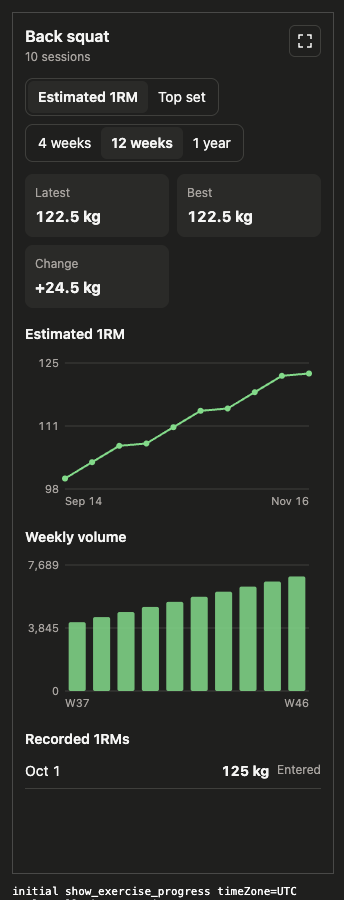 Back squat
10 sessions
Estimated 1RM Top set
4 weeks 12 weeks 1 year
Latest
122.5 kg
Best
122.5 kg
Change
+24.5 kg
Estimated 1RM
125
111
98
Sep 14 Nov 16
Weekly volume
7,689
3,845
0
W37 W46
Recorded 1RMs
Oct 1 125 kg Entered
initial show_exercise_progress timeZone=UTC